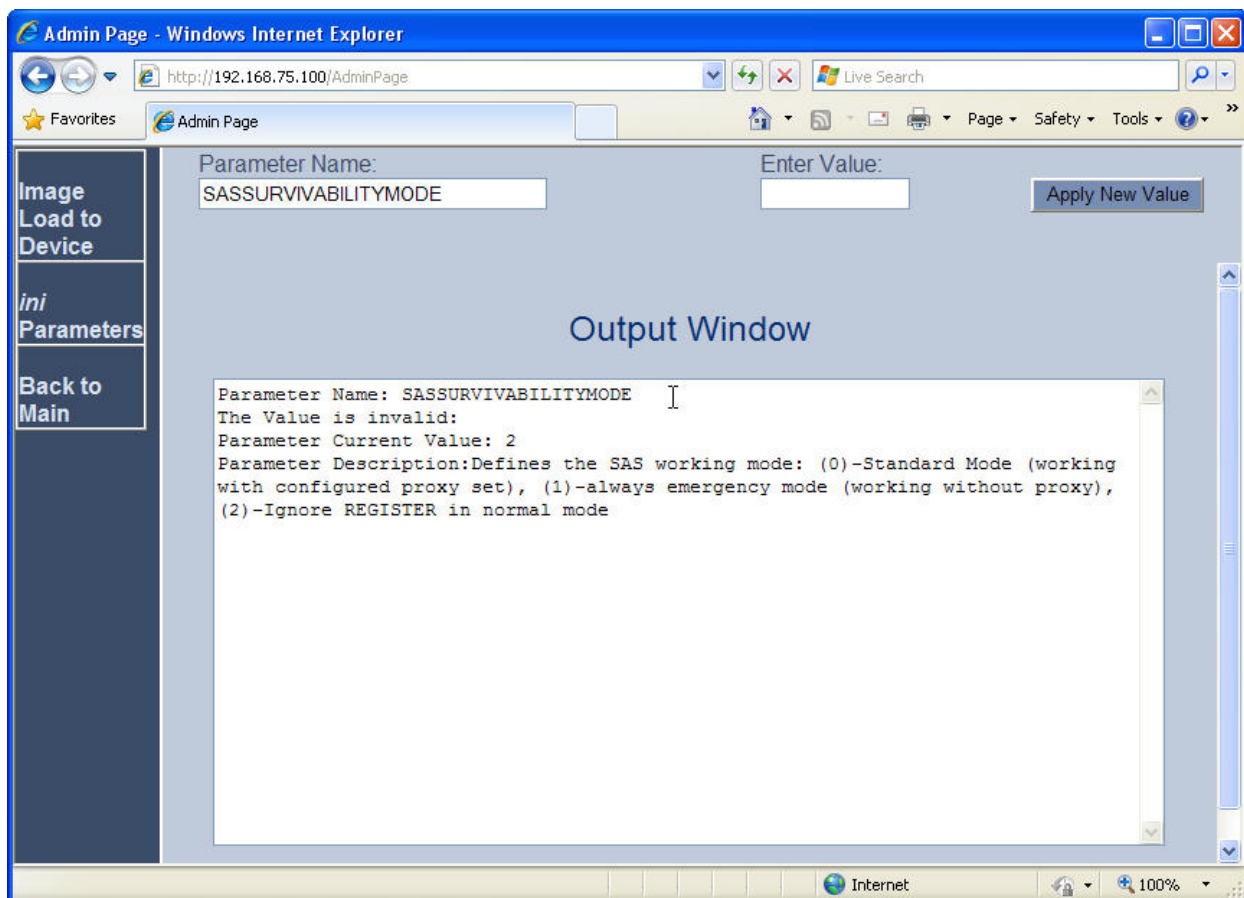 Admin Page - Windows Internet Explorer
http://192.168.75.100/AdminPage
Live Search
Favorites
Admin Page
Page
Safety
Tools
»
Parameter Name:
Enter Value:
SASSURVIVABILITYMODE
Apply New Value
Image
Load to
Device
ini
Parameters
Back to
Main
Output Window
Parameter Name: SASSURVIVABILITYMODE
The Value is invalid:
Parameter Current Value: 2
Parameter Description:Defines the SAS working mode: (0)-Standard Mode (working
with configured proxy set), (1)-always emergency mode (working without proxy),
(2)-Ignore REGISTER in normal mode
Internet
100%